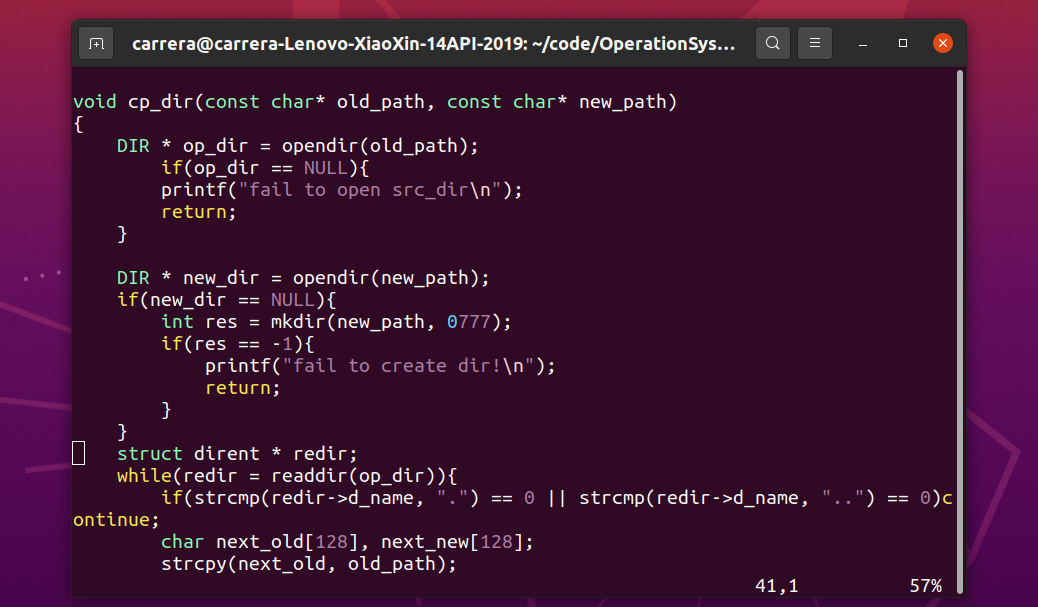 carrera@carrera-Lenovo-XiaoXin-14API-2019: ~/code/OperationSys...
void cp_dir(const char* old_path, const char* new_path)
{
    DIR * op_dir = opendir(old_path);
        if(op_dir == NULL){
        printf("fail to open src_dir\n");
        return;
    }

    DIR * new_dir = opendir(new_path);
    if(new_dir == NULL){
        int res = mkdir(new_path, 0777);
        if(res == -1){
            printf("fail to create dir!\n");
            return;
        }
    }
    struct dirent * redir;
    while(redir = readdir(op_dir)){
        if(strcmp(redir->d_name, ".") == 0 || strcmp(redir->d_name, "..") == 0)c
ontinue;
        char next_old[128], next_new[128];
        strcpy(next_old, old_path);
41,1 57%